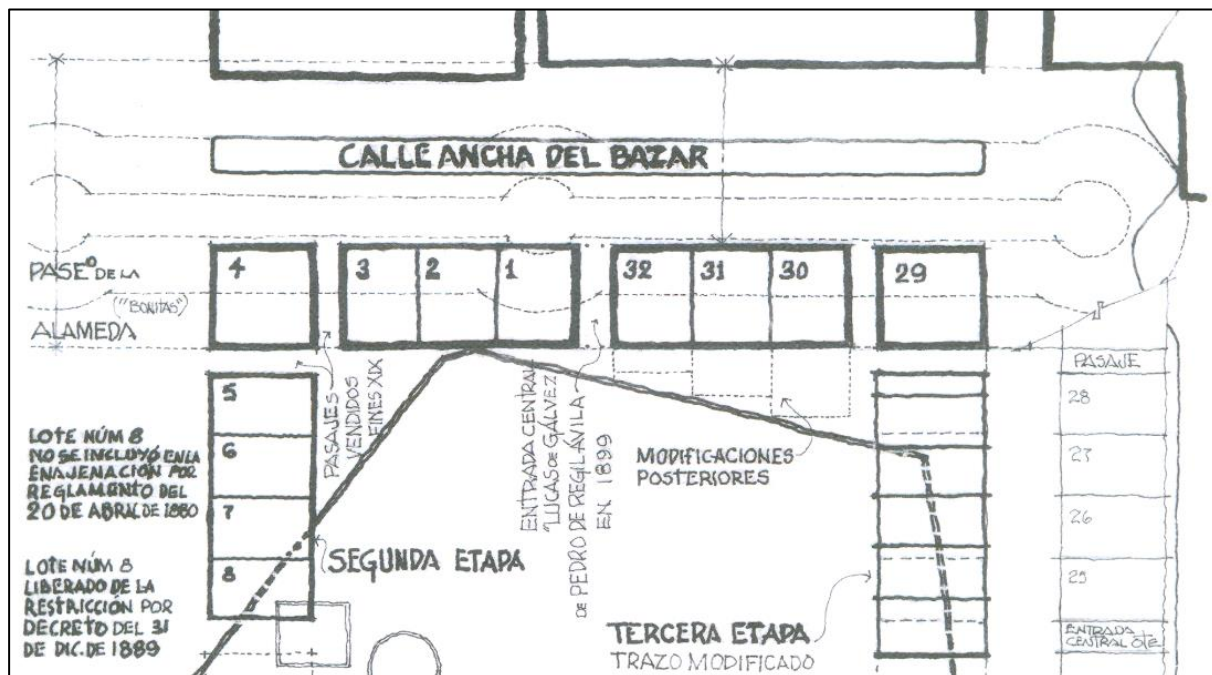 CALLE ANCHA DEL BAZAR
PASEº DE LA
("BONITAS")
ALAMEDA
4
3
2
1
32
31
30
29
PASAJES
VENDIDOS
FINES XIX
ENTRADA CENTRAL
"LUCAS DE GÁLVEZ
DE PEDRO DE REGIL ÁVILA
EN 1899
MODIFICACIONES
POSTERIORES
5
6
7
8
LOTE NÚM 8
NO SE INCLUYÓ EN LA
ENAJENACIÓN POR
REGLAMENTO DEL
20 DE ABRIL DE 1880
LOTE NÚM 8
LIBERADO DE LA
RESTRICCIÓN POR
DECRETO DEL 31
DE DIC. DE 1889
SEGUNDA ETAPA
TERCERA ETAPA
TRAZO MODIFICADO
PASAJE
28
27
26
25
ENTRADA
CENTRAL OTE